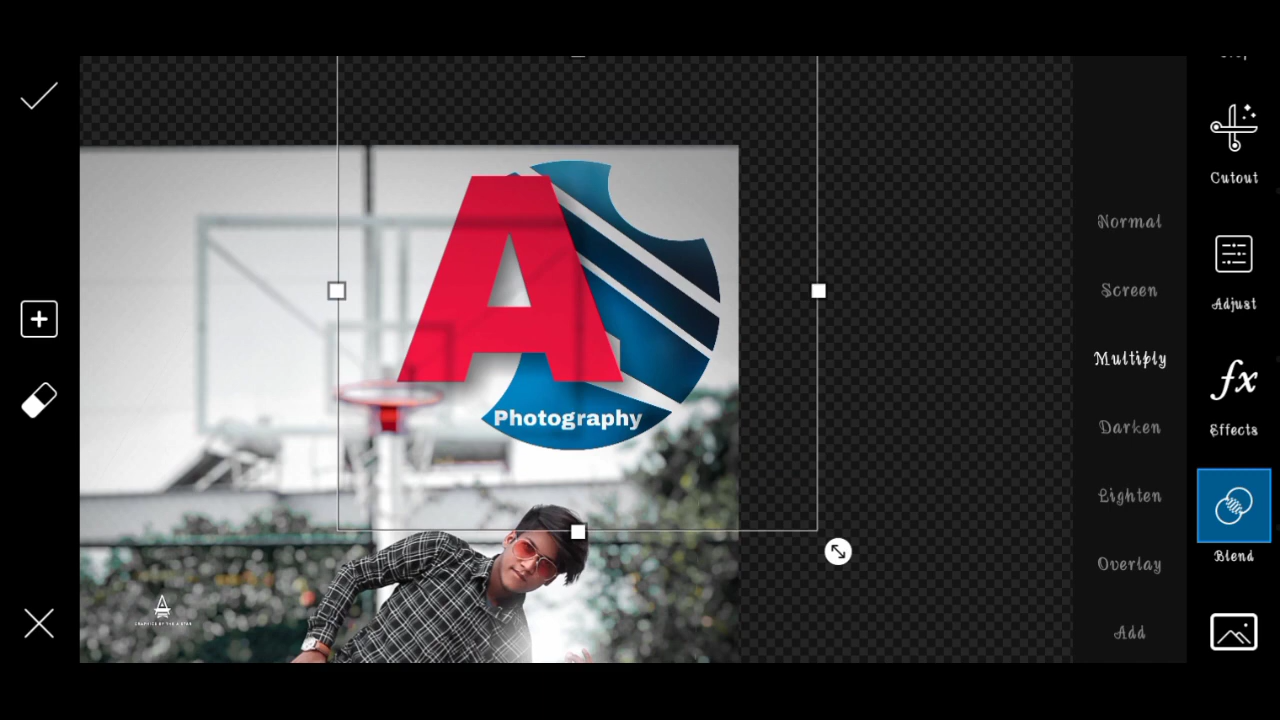 A
Photography
Cutout
Adjust
fx
Effects
Blend
Normal
Screen
Multiply
Darken
Lighten
Overlay
Add